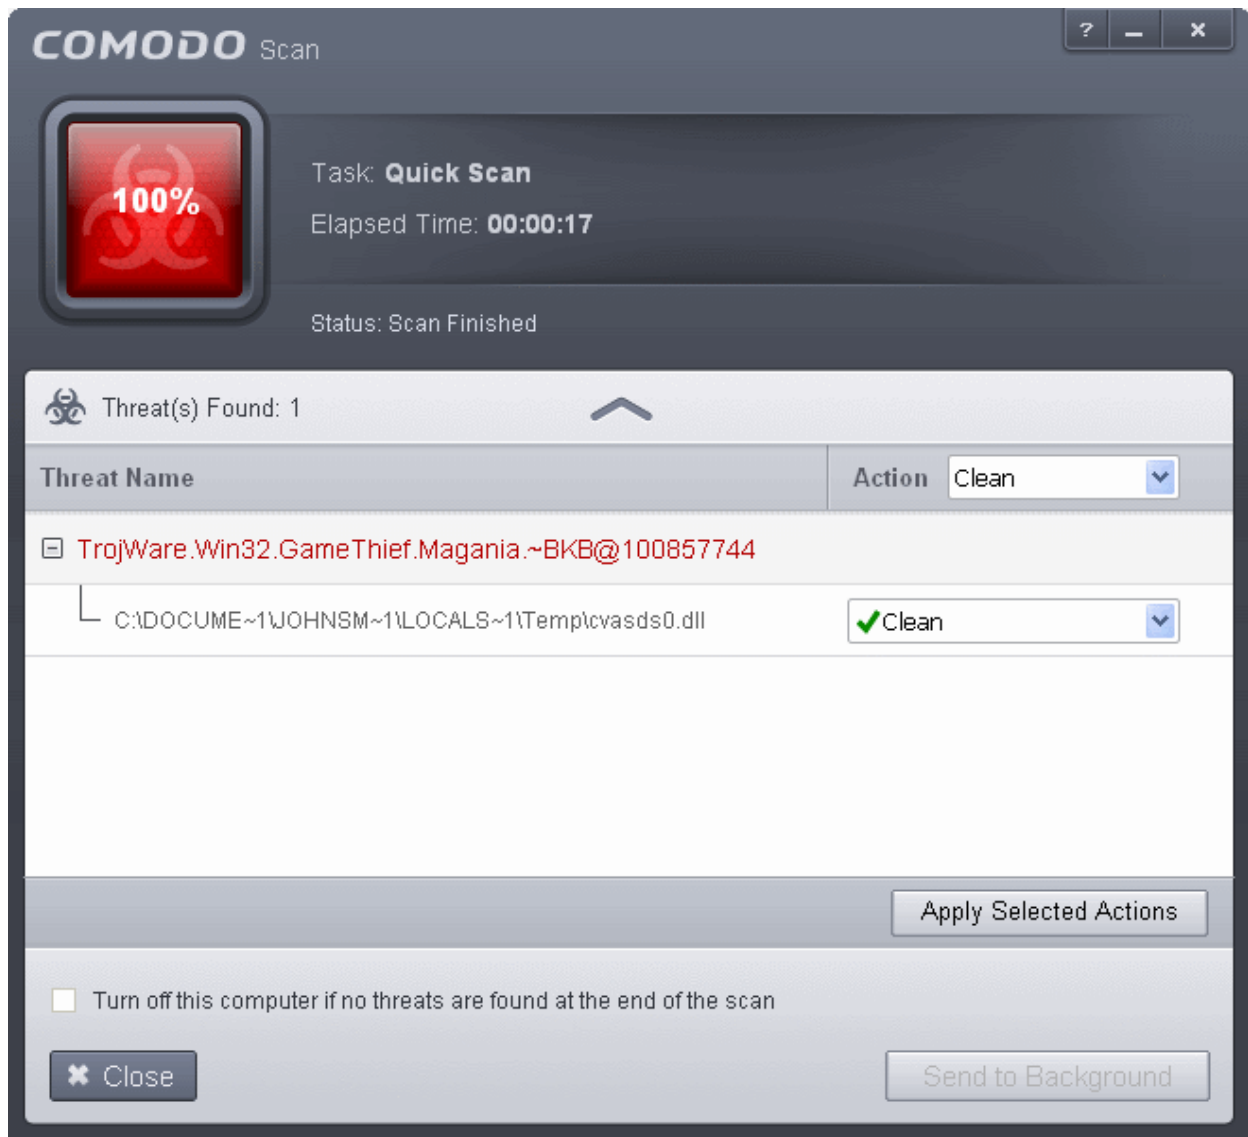 COMODO Scan
?
100%
Task: Quick Scan
Elapsed Time: 00:00:17
Status: Scan Finished
Threat(s) Found: 1
Threat Name
Action
Clean
TrojWare.Win32.GameThief.Magania.~BKB@100857744
C:\DOCUME~1\JOHNSM~1\LOCALS~1\Temp\cvasds0.dll
Clean
Apply Selected Actions
Turn off this computer if no threats are found at the end of the scan
Close
Send to Background